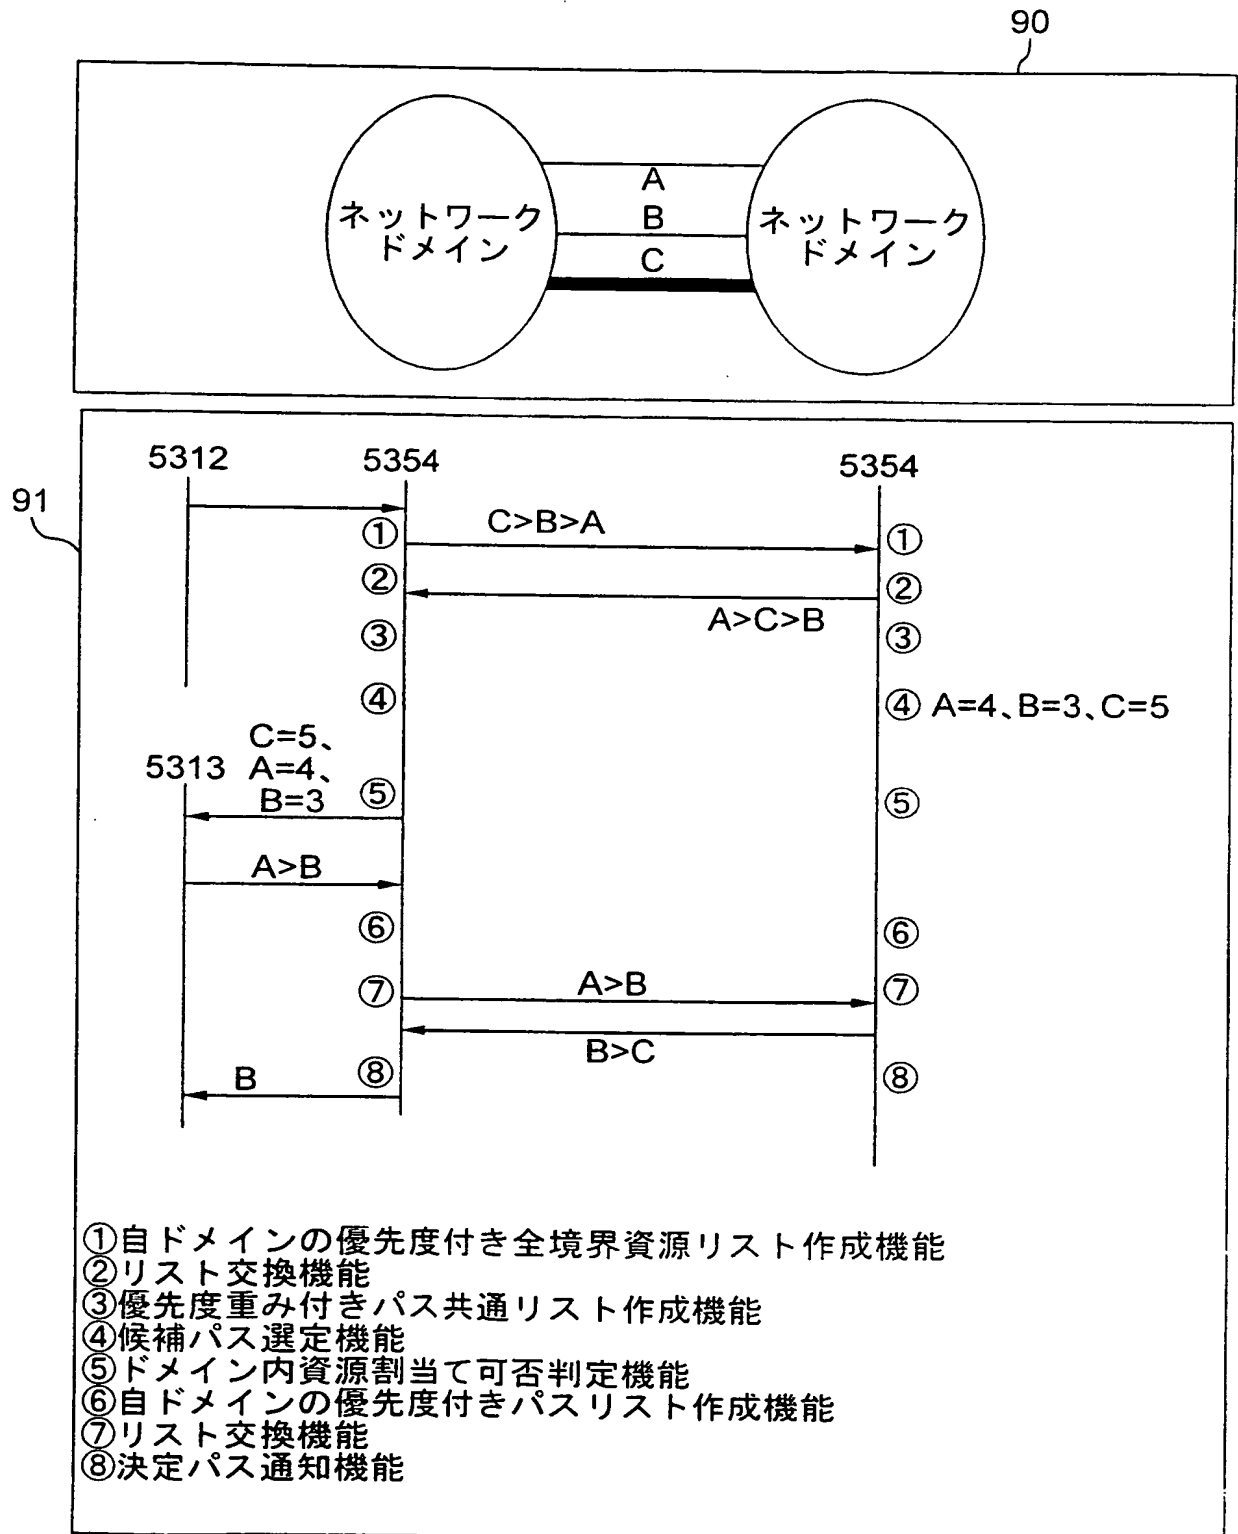 90
A
ネットワーク
ドメイン
B
C
ネットワーク
ドメイン
91
5312
5354
5354
①
C>B>A
①
②
②
A>C>B
③
③
④
④ A=4、B=3、C=5
C=5、
5313 A=4、
B=3
⑤
⑤
A>B
⑥
⑥
⑦
A>B
⑦
B>C
B
⑧
⑧
①自ドメインの優先度付き全境界資源リスト作成機能
②リスト交換機能
③優先度重み付きパス共通リスト作成機能
④候補パス選定機能
⑤ドメイン内資源割当て可否判定機能
⑥自ドメインの優先度付きパスリスト作成機能
⑦リスト交換機能
⑧決定パス通知機能